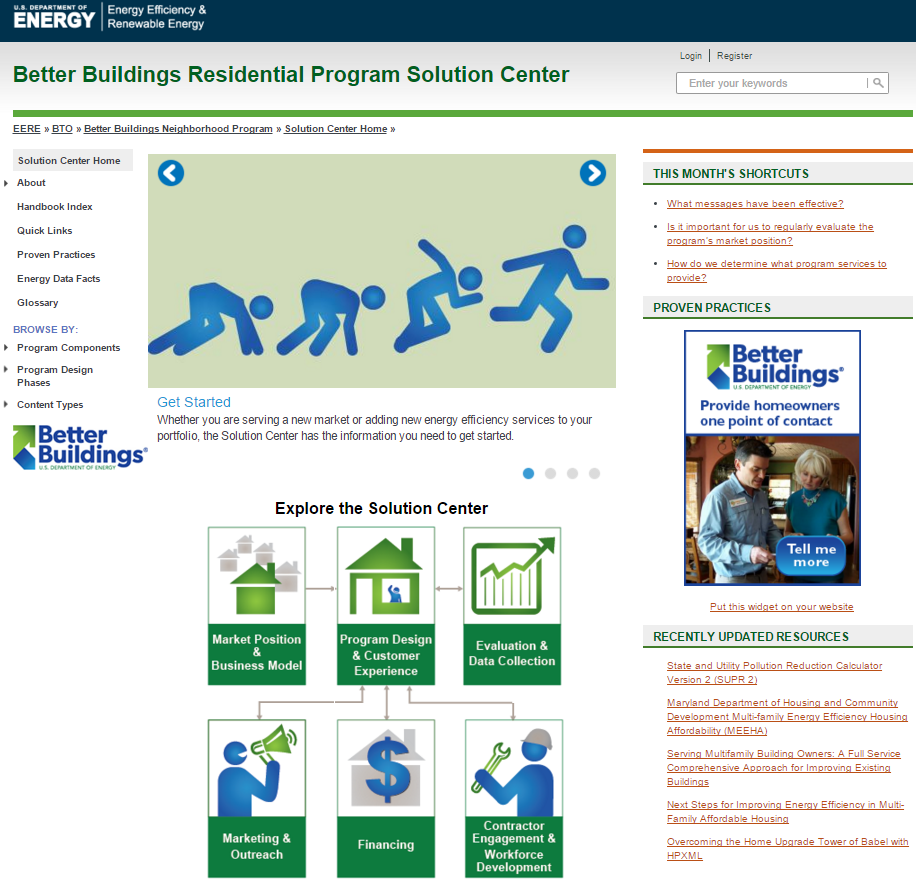 U.S. DEPARTMENT OF
ENERGY
Energy Efficiency &
Renewable Energy
Login | Register
Better Buildings Residential Program Solution Center
Enter your keywords
EERE » BTO » Better Buildings Neighborhood Program » Solution Center Home »
Solution Center Home
About
Handbook Index
Quick Links
Proven Practices
Energy Data Facts
Glossary
BROWSE BY:
Program Components
Program Design
Phases
Content Types
Better
Buildings®
U.S. DEPARTMENT OF ENERGY
Get Started
Whether you are serving a new market or adding new energy efficiency services to your
portfolio, the Solution Center has the information you need to get started.
Explore the Solution Center
Market Position
&
Business Model
Program Design
& Customer
Experience
Evaluation &
Data Collection
Marketing &
Outreach
Financing
Contractor
Engagement &
Workforce
Development
THIS MONTH'S SHORTCUTS
What messages have been effective?
Is it important for us to regularly evaluate the
program's market position?
How do we determine what program services to
provide?
PROVEN PRACTICES
Better
Buildings®
U.S. DEPARTMENT OF ENERGY
Provide homeowners
one point of contact
Tell me
more
Put this widget on your website
RECENTLY UPDATED RESOURCES
State and Utility Pollution Reduction Calculator
Version 2 (SUPR 2)
Maryland Department of Housing and Community
Development Multi-family Energy Efficiency Housing
Affordability (MEEHA)
Serving Multifamily Building Owners: A Full Service
Comprehensive Approach for Improving Existing
Buildings
Next Steps for Improving Energy Efficiency in Multi-
Family Affordable Housing
Overcoming the Home Upgrade Tower of Babel with
HPXML